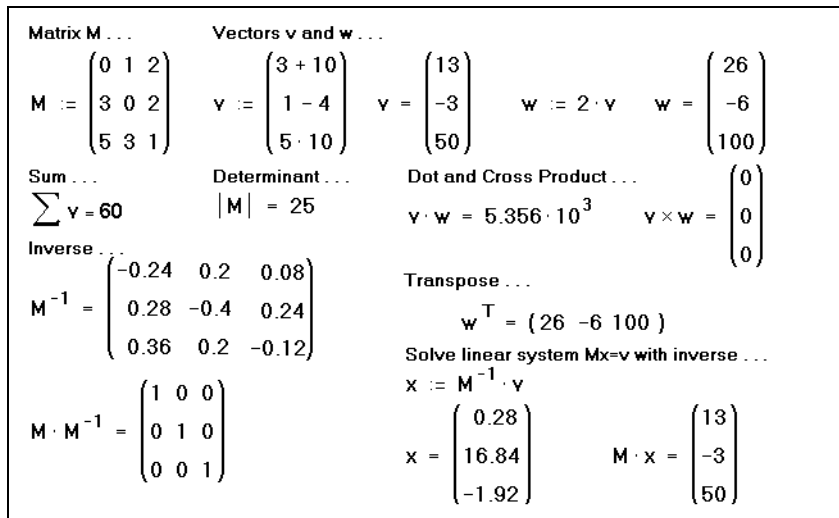 Matrix M . . . Vectors v and w . . .
M := (0 1 2
3 0 2
5 3 1) v := (3 + 10
1 − 4
5 · 10) v = (13
−3
50) w := 2 · v w = (26
−6
100)
Sum . . . Determinant . . . Dot and Cross Product . . .
∑ v = 60 |M| = 25 v · w = 5.356 · 10^3 v × w = (0
0
0)
Inverse . . .
M^−1 = (−0.24 0.2 0.08
0.28 −0.4 0.24
0.36 0.2 −0.12)
Transpose . . .
w^T = (26 −6 100 )
Solve linear system Mx=v with inverse . . .
x := M^−1 · v
M · M^−1 = (1 0 0
0 1 0
0 0 1)
x = (0.28
16.84
−1.92) M · x = (13
−3
50)